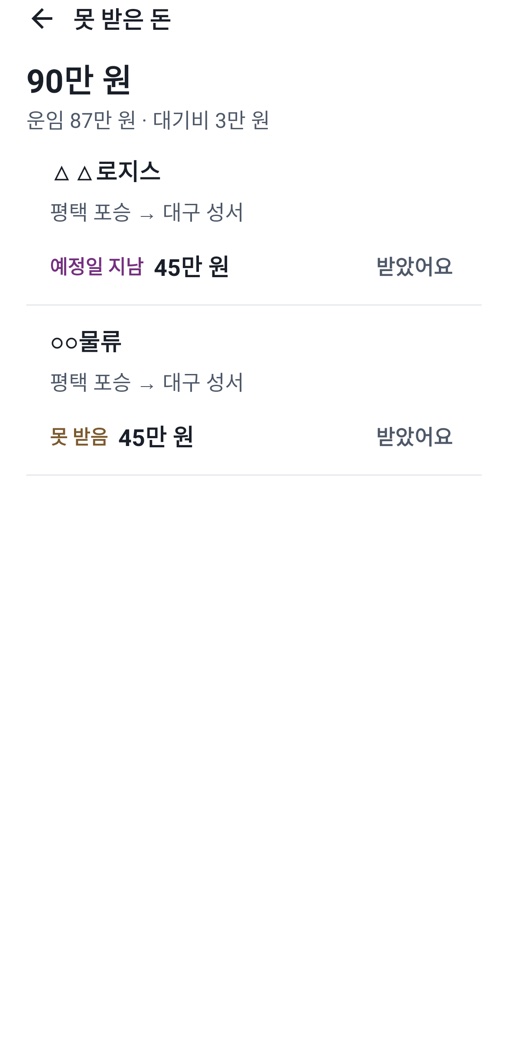 ← 못 받은 돈
90만 원
운임 87만 원 · 대기비 3만 원
△△로지스
평택 포승 → 대구 성서
예정일 지남 45만 원 받았어요
○○물류
평택 포승 → 대구 성서
못 받음 45만 원 받았어요